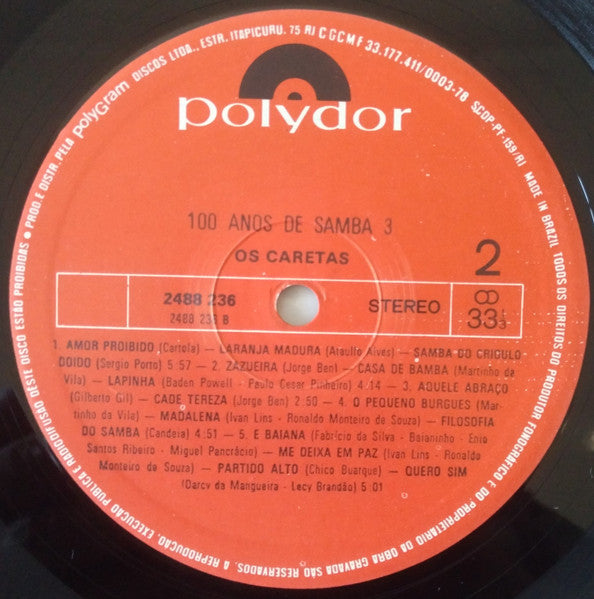 polydor
100 ANOS DE SAMBA 3
OS CARETAS
2
2488 236
2488 236 B
STEREO
33⅓
1. AMOR PROIBIDO (Cartola) — LARANJA MADURA (Ataulfo Alves) — SAMBA DO CRIOULO
DOIDO (Sergio Porto) 5:57 — 2. ZAZUEIRA (Jorge Ben) — CASA DE BAMBA (Martinho da
Vila) — LAPINHA (Baden Powell - Paulo Cesar Pinheiro) 4:14 — 3. AQUELE ABRAÇO
(Gilberto Gil) — CADE TEREZA (Jorge Ben) 2:50 — 4. O PEQUENO BURGUES (Mar-
tinho da Vila) — MADALENA (Ivan Lins - Ronaldo Monteiro de Souza) — FILOSOFIA
DO SAMBA (Candeia) 4:51 — 5. E BAIANA (Fabrício da Silva - Baianinho - Enio
Santos Ribeiro - Miguel Pancrácio) — ME DEIXA EM PAZ (Ivan Lins - Ronaldo
Monteiro de Souza) — PARTIDO ALTO (Chico Buarque) — QUERO SIM
(Darcy da Mangueira - Lecy Brandão) 5:01
• PROD. E DISTR. PELA polyGram DISCOS LTDA., ESTR. ITAPICURU, 75 RJ C G C M F 33.177.411/0003-78 SCDP-PF-159/RJ MADE IN BRAZIL TODOS OS DIREITOS DO PRODUTOR FONOGRÁFICO E DO PROPRIETÁRIO DA OBRA GRAVADA SÃO RESERVADOS. A REPRODUÇÃO, EXECUÇÃO PÚBLICA E RADIODIFUSÃO DESTE DISCO ESTÃO PROIBIDAS